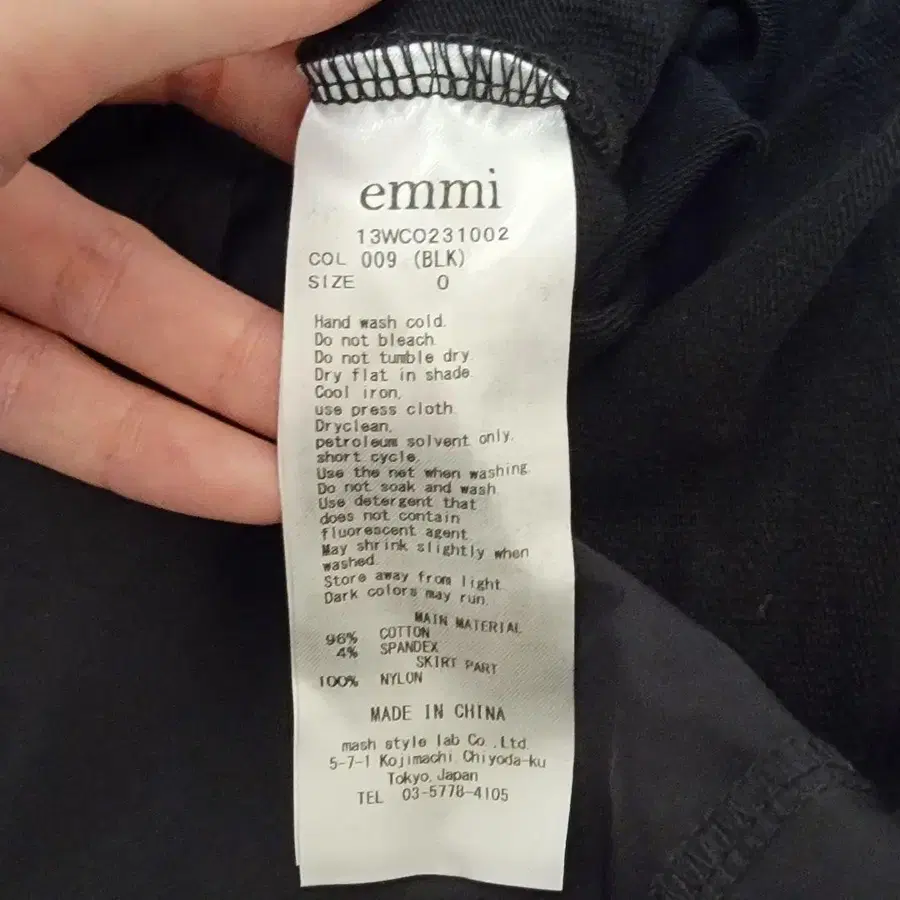 emmi
13WCO231002
COL 009 (BLK)
SIZE 0
Hand wash cold.
Do not bleach.
Do not tumble dry.
Dry flat in shade.
Cool iron,
use press cloth.
Dryclean,
petroleum solvent only.
short cycle.
Use the net when washing.
Do not soak and wash.
Use detergent that
does not contain
fluorescent agent.
May shrink slightly when
washed.
Store away from light.
Dark colors may run.
MAIN MATERIAL
96% COTTON
4% SPANDEX
SKIRT PART
100% NYLON
MADE IN CHINA
mash style lab Co.,Ltd.
5-7-1 Kojimachi Chiyoda-ku
Tokyo, Japan
TEL 03-5778-4105